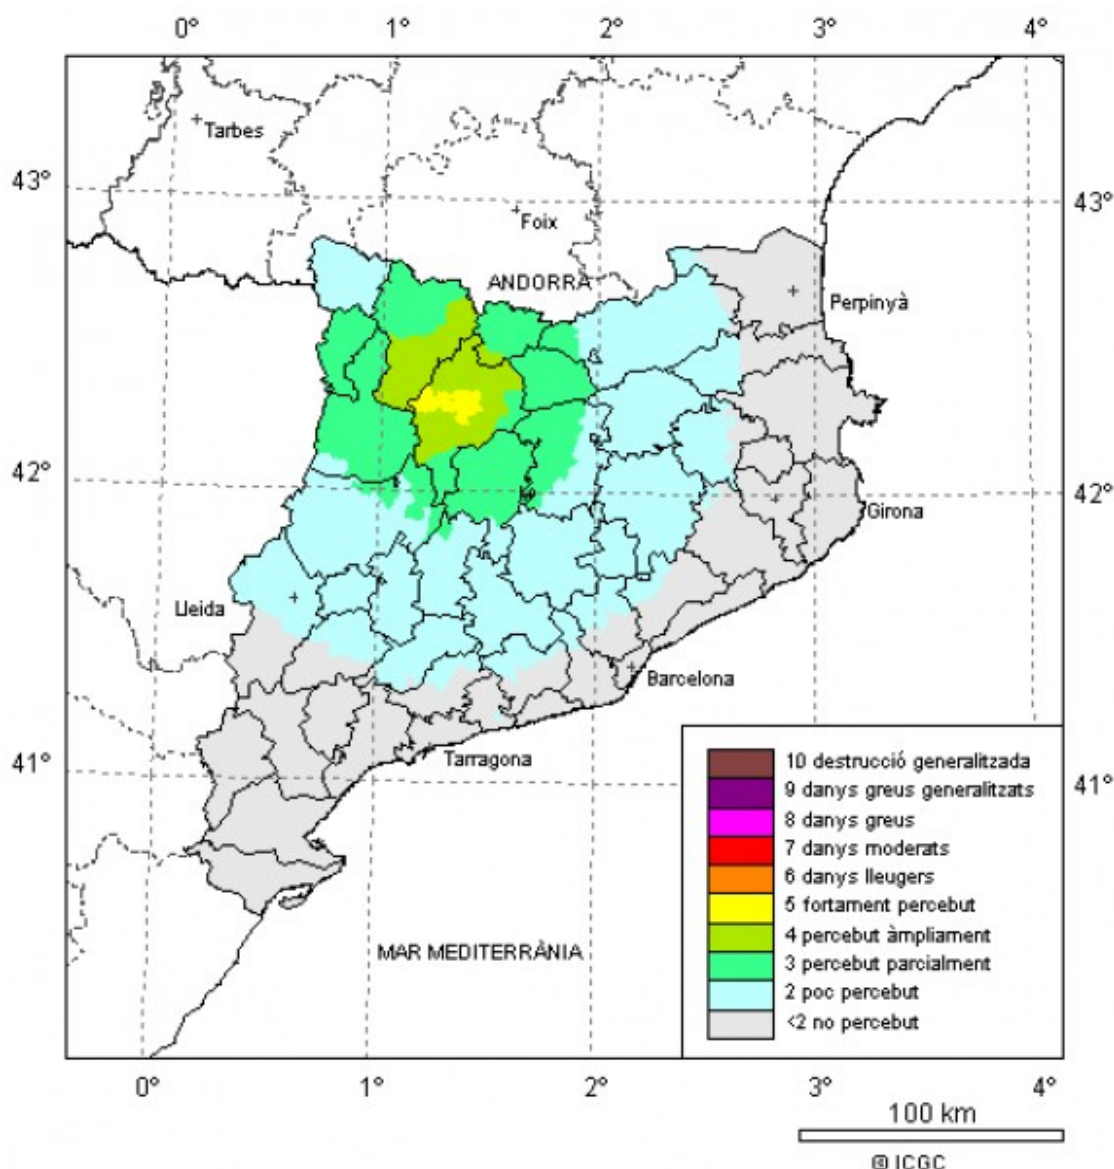 0° 1° 2° 3° 4°
Tarbes
43° 43°
Foix
ANDORRA
Perpinyà
42° 42°
Girona
Lleida
Barcelona
Tarragona
41° 41°
10 destrucció generalitzada
9 danys greus generalitzats
8 danys greus
7 danys moderats
6 danys lleugers
5 fortament percebut
4 percebut àmpliament
3 percebut parcialment
2 poc percebut
<2 no percebut
MAR MEDITERRÀNIA
0° 1° 2° 3° 4°
100 km
© ICGC